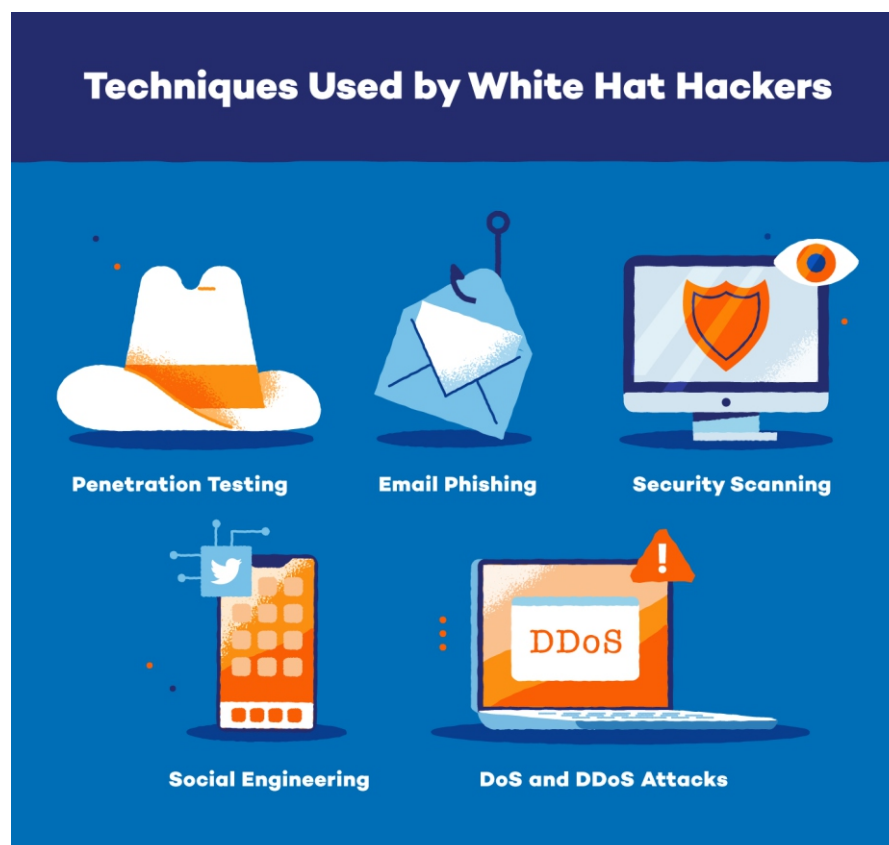 Techniques Used by White Hat Hackers
Penetration Testing
Email Phishing
Security Scanning
!
DDoS
Social Engineering
DoS and DDoS Attacks